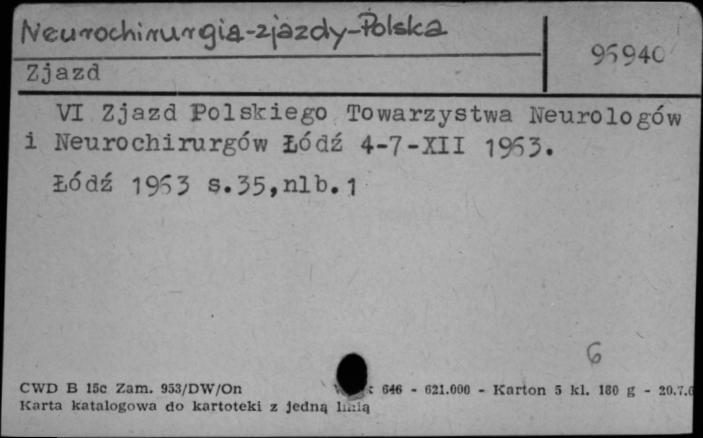 Neurochirurgia-zjazdy-Polska
Zjazd
95940
VI Zjazd Polskiego Towarzystwa Neurologów
i Neurochirurgów Łódź 4-7-XII 1963.
Łódź 1963 s.35,nlb.1
6
CWD B 15c Zam. 953/DW/On 646 - 621.000 - Karton 5 kl. 180 g - 20.7.
Karta katalogowa do kartoteki z jedną linią